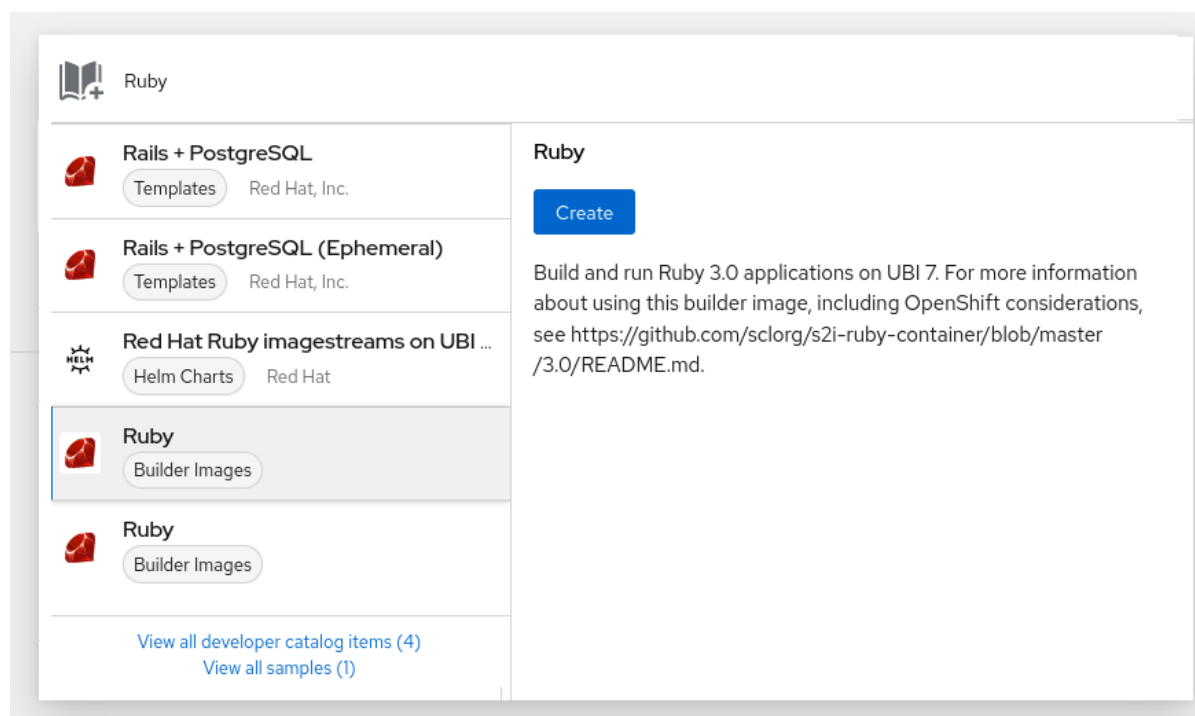 Ruby
Rails + PostgreSQL
Templates Red Hat, Inc.
Rails + PostgreSQL (Ephemeral)
Templates Red Hat, Inc.
HELM
Red Hat Ruby imagestreams on UBI ...
Helm Charts Red Hat
Ruby
Builder Images
Ruby
Builder Images
View all developer catalog items (4)
View all samples (1)
Ruby
Create
Build and run Ruby 3.0 applications on UBI 7. For more information
about using this builder image, including OpenShift considerations,
see https://github.com/sclorg/s2i-ruby-container/blob/master
/3.0/README.md.